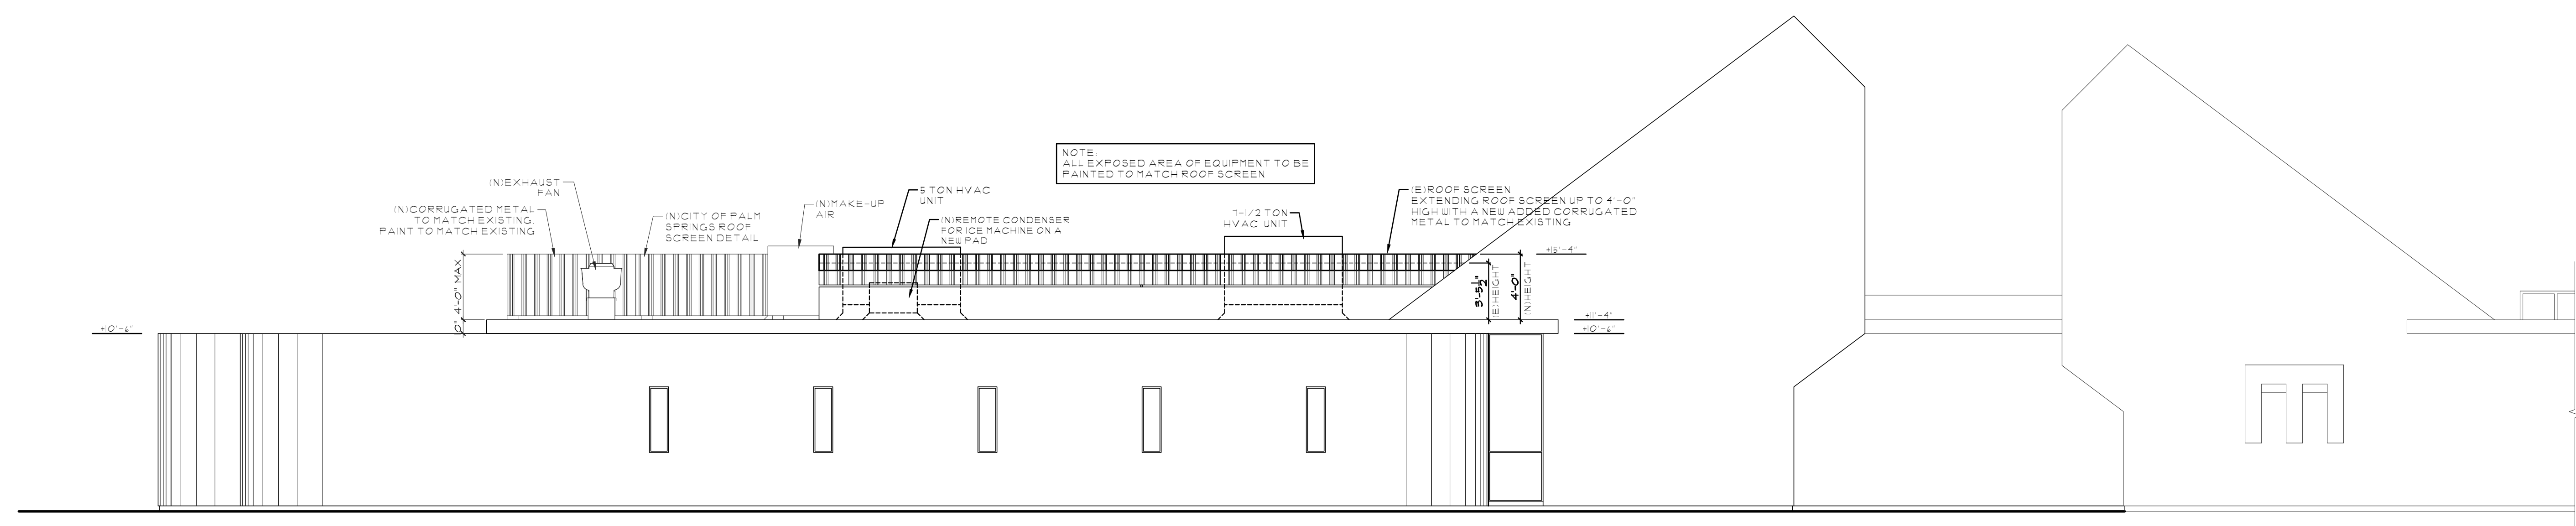 NOTE:
ALL EXPOSED AREA OF EQUIPMENT TO BE
PAINTED TO MATCH ROOF SCREEN
(N)EXHAUST
FAN
(N)CORRUGATED METAL
TO MATCH EXISTING.
PAINT TO MATCH EXISTING
(N)CITY OF PALM
SPRINGS ROOF
SCREEN DETAIL
(N)MAKE-UP
AIR
5 TON HVAC
UNIT
(N)REMOTE CONDENSER
FOR ICE MACHINE ON A
NEW PAD.
7-1/2 TON
HVAC UNIT
(E)ROOF SCREEN
EXTENDING ROOF SCREEN UP TO 4'-0"
HIGH WITH A NEW ADDED CORRUGATED
METAL TO MATCH EXISTING
+15'-4"
4'-0" MAX
3'-5 1/2"
(E)HEIGHT
4'-0"
(N)HEIGHT
+11'-4"
+10'-6"
+10'-6"